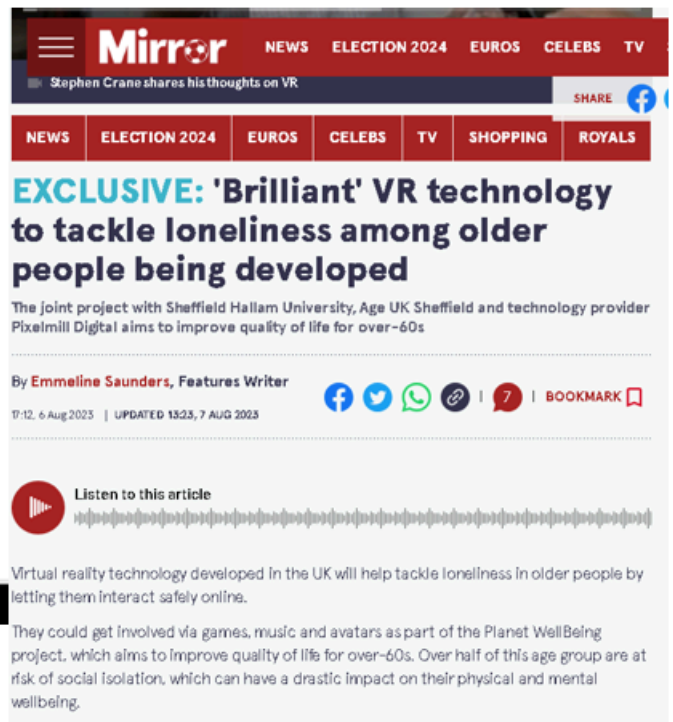 Mirror NEWS ELECTION 2024 EUROS CELEBS TV
Stephen Crane shares his thoughts on VR
SHARE
NEWS ELECTION 2024 EUROS CELEBS TV SHOPPING ROYALS
EXCLUSIVE: 'Brilliant' VR technology
to tackle loneliness among older
people being developed
The joint project with Sheffield Hallam University, Age UK Sheffield and technology provider
Pixelmill Digital aims to improve quality of life for over-60s
By Emmeline Saunders, Features Writer
7 | BOOKMARK
17:12, 6 Aug 2023 | UPDATED 13:23, 7 AUG 2023
Listen to this article
Virtual reality technology developed in the UK will help tackle loneliness in older people by
letting them interact safely online.
They could get involved via games, music and avatars as part of the Planet WellBeing
project, which aims to improve quality of life for over-60s. Over half of this age group are at
risk of social isolation, which can have a drastic impact on their physical and mental
wellbeing.